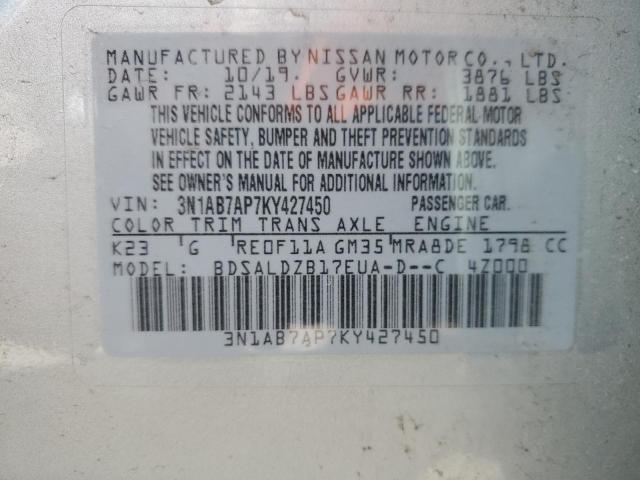 MANUFACTURED BY NISSAN MOTOR CO., LTD.
DATE: 10/19. GVWR: 3876 LBS
GAWR FR: 2143 LBS GAWR RR: 1881 LBS
THIS VEHICLE CONFORMS TO ALL APPLICABLE FEDERAL MOTOR
VEHICLE SAFETY, BUMPER AND THEFT PREVENTION STANDARDS
IN EFFECT ON THE DATE OF MANUFACTURE SHOWN ABOVE.
SEE OWNER'S MANUAL FOR ADDITIONAL INFORMATION.
VIN: 3N1AB7AP7KY427450 PASSENGER CAR.
COLOR TRIM TRANS AXLE ENGINE
K23 G RE0F11A GM35 MRA8DE 1798 CC
MODEL: BDSALDZB17EUA-D--C 4Z000
3N1AB7AP7KY427450